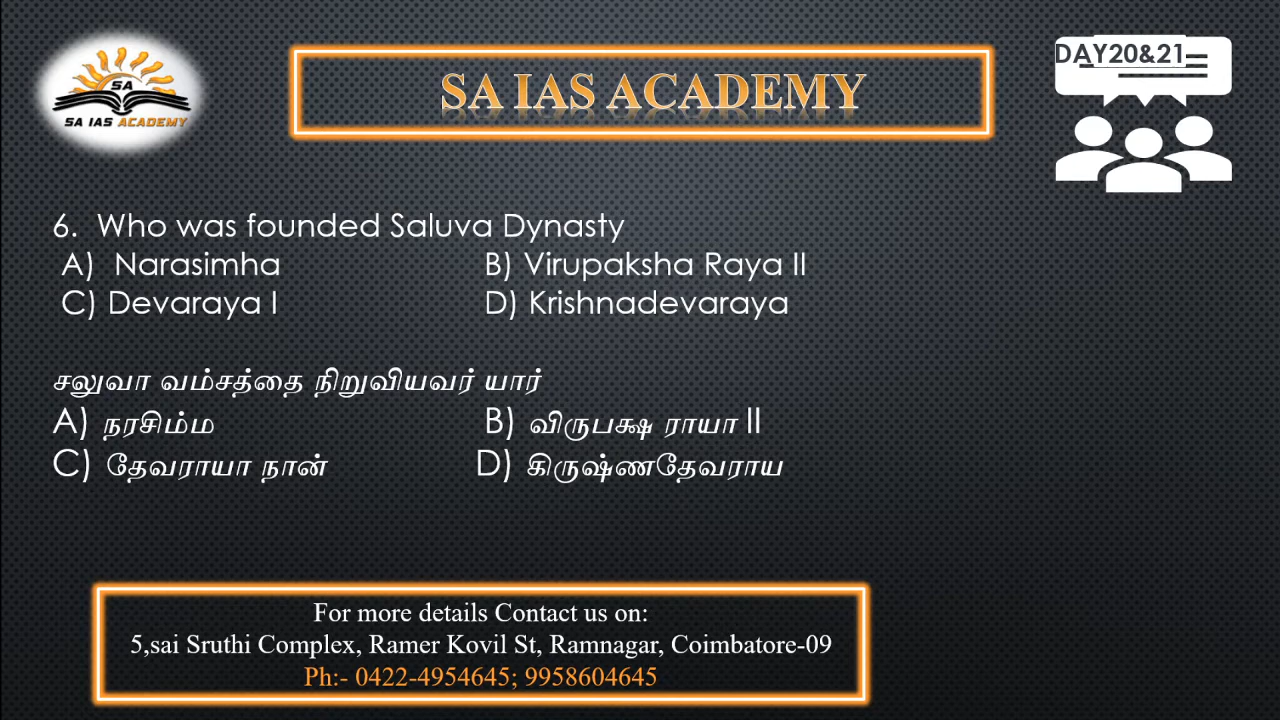 SA
SA IAS ACADEMY
SA IAS ACADEMY
DAY20&21
6. Who was founded Saluva Dynasty
A) Narasimha B) Virupaksha Raya II
C) Devaraya I D) Krishnadevaraya
சலுவா வம்சத்தை நிறுவியவர் யார்
A) நரசிம்ம B) விருபக்ஷ ராயா II
C) தேவராயா நான் D) கிருஷ்ணதேவராய
For more details Contact us on:
5,sai Sruthi Complex, Ramer Kovil St, Ramnagar, Coimbatore-09
Ph:- 0422-4954645; 9958604645